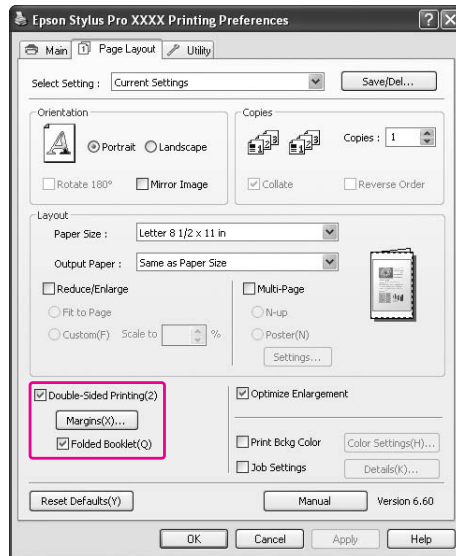 Epson Stylus Pro XXXX Printing Preferences
Main Page Layout Utility
Select Setting : Current Settings Save/Del...
Orientation
Portrait Landscape
Rotate 180° Mirror Image
Copies
Copies : 1
Collate Reverse Order
Layout
Paper Size : Letter 8 1/2 x 11 in
Output Paper : Same as Paper Size
Reduce/Enlarge
Fit to Page
Custom(F) Scale to %
Multi-Page
N-up
Poster(N)
Settings...
Double-Sided Printing(2)
Margins(X)...
Folded Booklet(Q)
Optimize Enlargement
Print Bckg Color Color Settings(H)...
Job Settings Details(K)...
Reset Defaults(Y) Manual Version 6.60
OK Cancel Apply Help